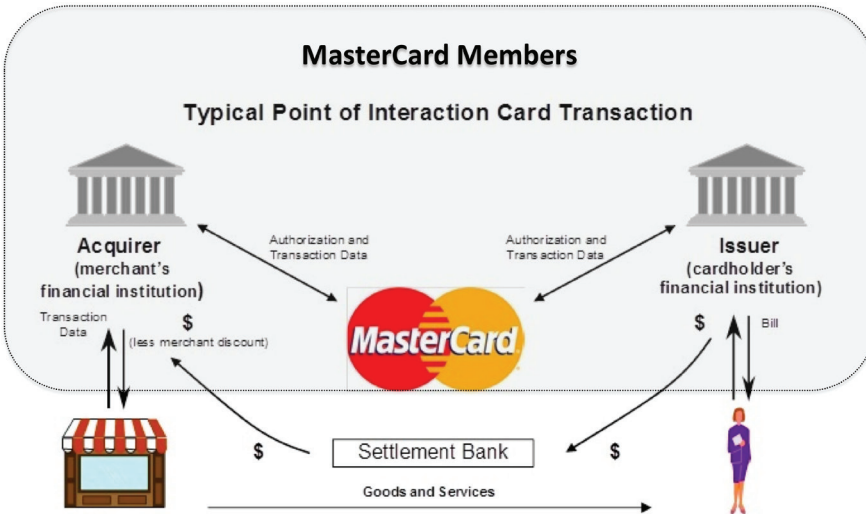 MasterCard Members
Typical Point of Interaction Card Transaction
Authorization and
Transaction Data
Authorization and
Transaction Data
Acquirer
(merchant's
financial institution)
Issuer
(cardholder's
financial institution)
Transaction
Data
$
(less merchant discount)
MasterCard
$
Bill
$
Settlement Bank
$
Goods and Services